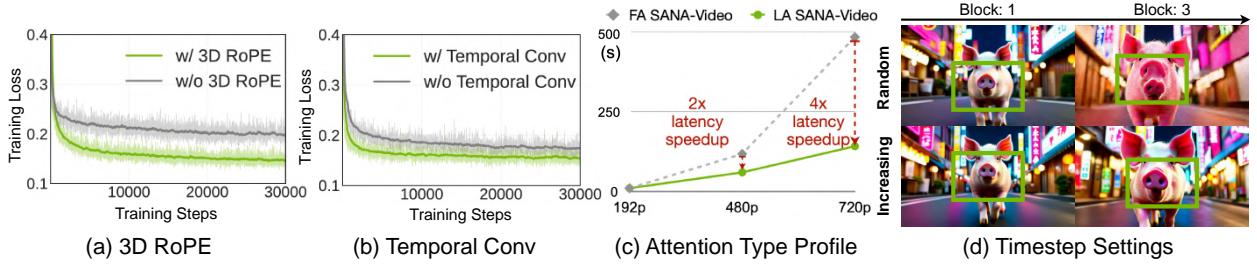 0.4
0.3
0.2
0.1
Training Loss
w/ 3D RoPE
w/o 3D RoPE
10000
20000
30000
Training Steps
(a) 3D RoPE
0.4
0.3
0.2
0.1
Training Loss
w/ Temporal Conv
w/o Temporal Conv
10000
20000
30000
Training Steps
(b) Temporal Conv
FA SANA-Video
LA SANA-Video
500
(s)
250
0
2x
latency
speedup
4x
latency
speedup
192p
480p
720p
(c) Attention Type Profile
Block: 1
Block: 3
Random
Increasing
(d) Timestep Settings